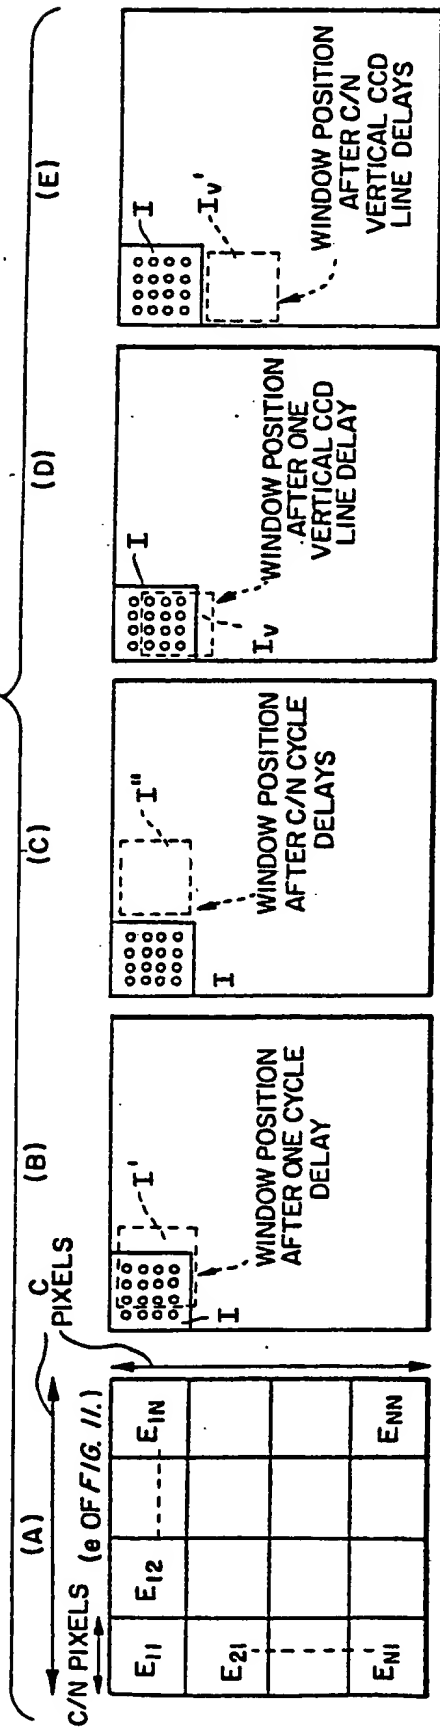 (A)
C
PIXELS
C/N PIXELS
(e OF FIG. 11.)
E11
E12
E1N
E21
EN1
ENN
(B)
I
I'
WINDOW POSITION
AFTER ONE CYCLE
DELAY
(C)
I
I"
WINDOW POSITION
AFTER C/N CYCLE
DELAYS
(D)
I
IV
WINDOW POSITION
AFTER ONE
VERTICAL CCD
LINE DELAY
(E)
I
IV'
WINDOW POSITION
AFTER C/N
VERTICAL CCD
LINE DELAYS